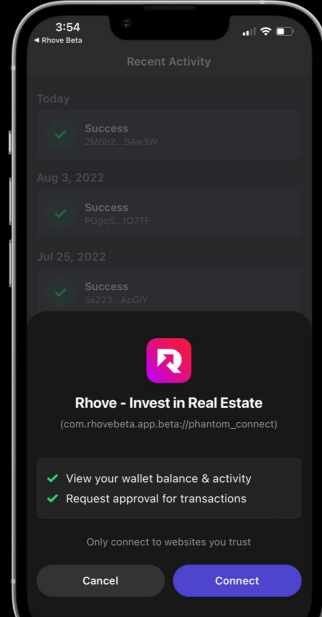 3:54
◀ Rhove Beta
Recent Activity
Today
Success
2M6b2...SAw3W
Aug 3, 2022
Success
PGgqS...fQ7TF
Jul 25, 2022
Success
5x223...ApGiY
Rhove - Invest in Real Estate
(com.rhovebeta.app.beta://phantom_connect)
View your wallet balance & activity
Request approval for transactions
Only connect to websites you trust
Cancel
Connect